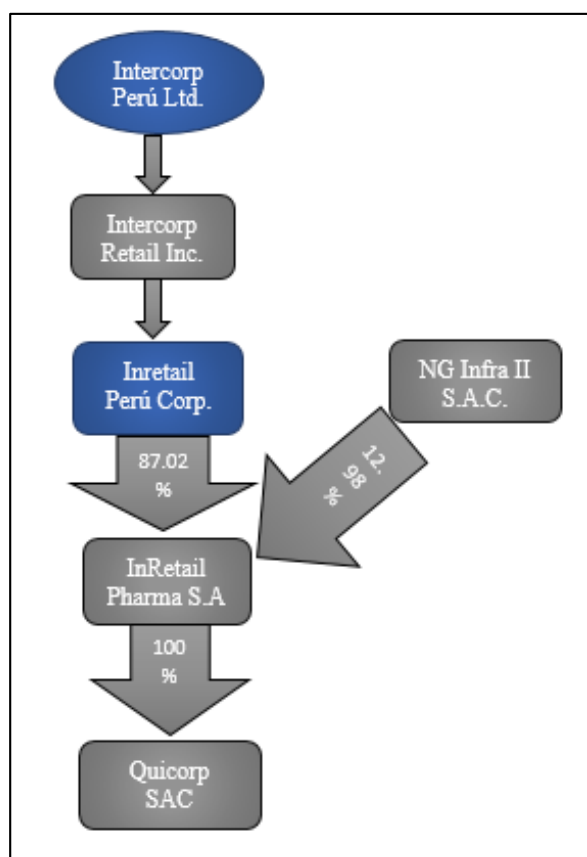 Intercorp
Perú Ltd.
Intercorp
Retail Inc.
Inretail
Perú Corp.
NG Infra II
S.A.C.
87.02
%
12.
98
%
InRetail
Pharma S.A
100
%
Quicorp
SAC